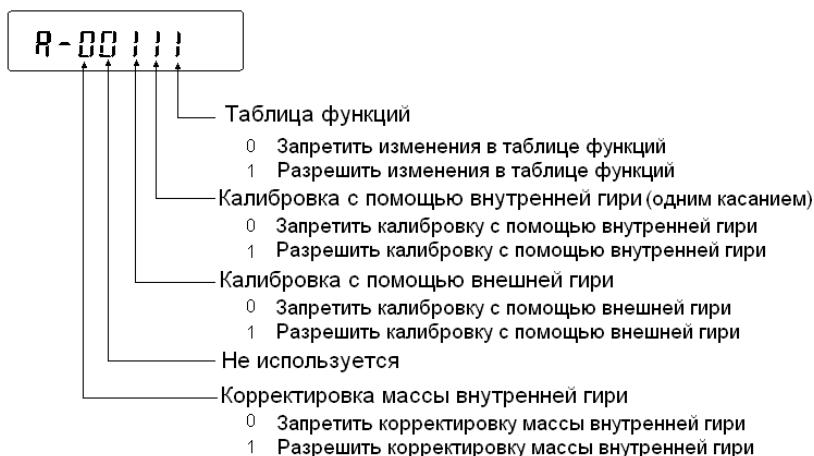 A-00111
Таблица функций
0 Запретить изменения в таблице функций
1 Разрешить изменения в таблице функций
Калибровка с помощью внутренней гири (одним касанием)
0 Запретить калибровку с помощью внутренней гири
1 Разрешить калибровку с помощью внутренней гири
Калибровка с помощью внешней гири
0 Запретить калибровку с помощью внешней гири
1 Разрешить калибровку с помощью внешней гири
Не используется
Корректировка массы внутренней гири
0 Запретить корректировку массы внутренней гири
1 Разрешить корректировку массы внутренней гири